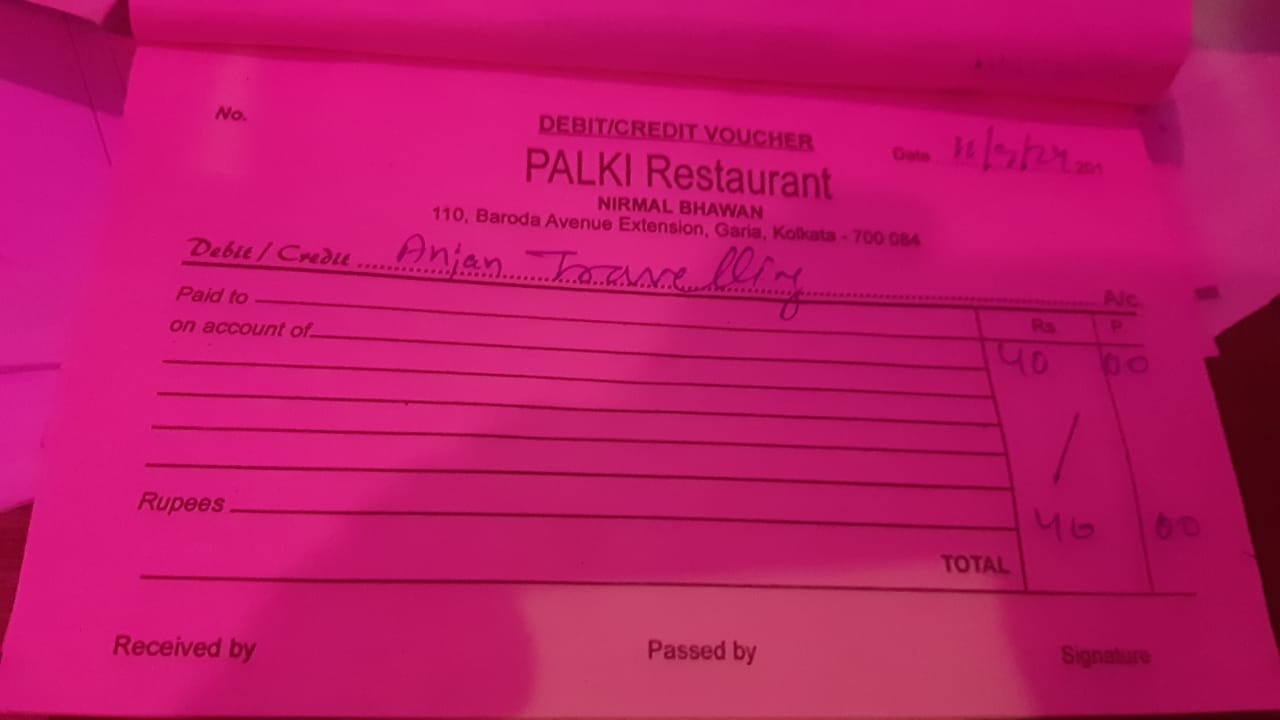 No.
DEBIT/CREDIT VOUCHER
PALKI Restaurant
NIRMAL BHAWAN
110, Baroda Avenue Extension, Garia, Kolkata - 700 084
Date 11/5/24 201
Debit / Credit Anjan Travelling A/c.
Paid to
Rs. P.
on account of
40 00
/
Rupees
40 00
TOTAL
Received by Passed by Signature